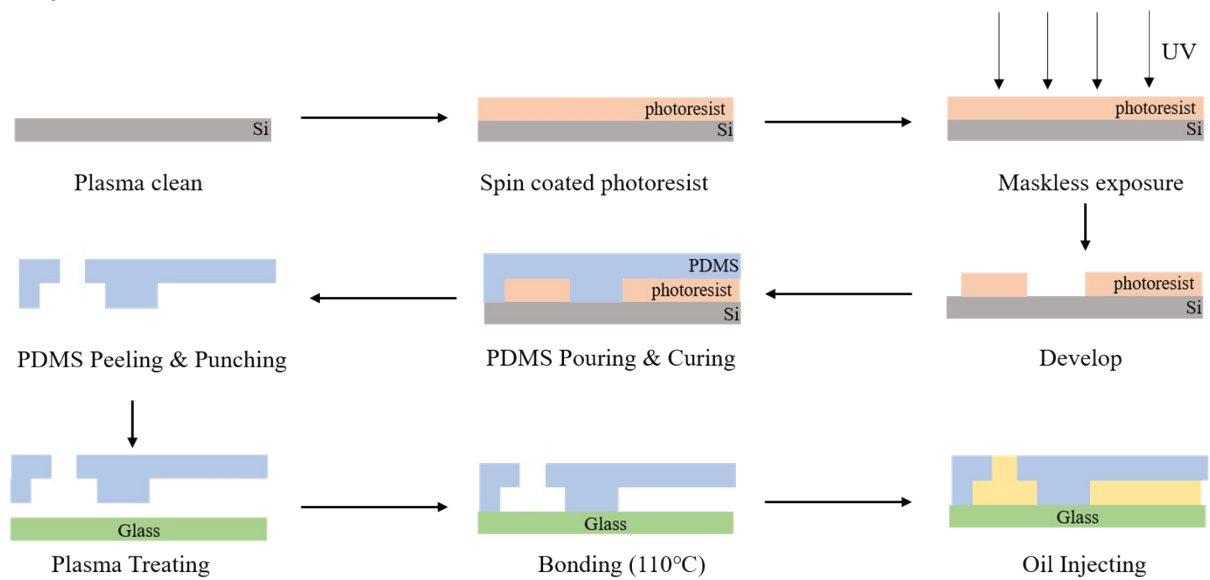 UV
Si
photoresist
Si
photoresist
Si
Plasma clean
Spin coated photoresist
Maskless exposure
PDMS
photoresist
Si
photoresist
Si
PDMS Peeling & Punching
PDMS Pouring & Curing
Develop
Glass
Glass
Glass
Plasma Treating
Bonding (110℃)
Oil Injecting